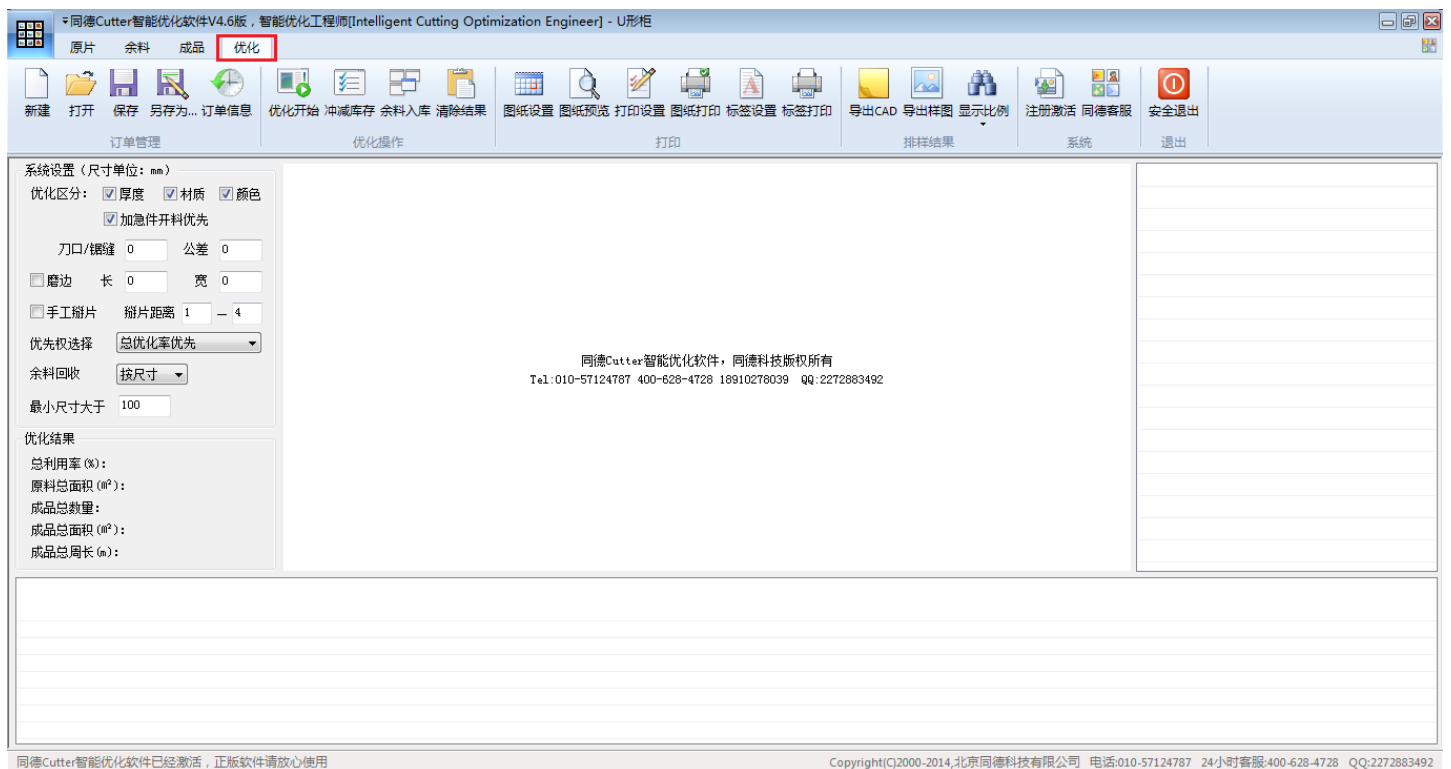 同德Cutter智能优化软件V4.6版，智能优化工程师[Intelligent Cutting Optimization Engineer] - U形柜
原片 余料 成品 优化
新建 打开 保存 另存为... 订单信息 优化开始 冲减库存 余料入库 清除结果 图纸设置 图纸预览 打印设置 图纸打印 标签设置 标签打印 导出CAD 导出样图 显示比例 注册激活 同德客服 安全退出
订单管理 优化操作 打印 排样结果 系统 退出
系统设置（尺寸单位：mm）
优化区分： 厚度 材质 颜色
加急件开料优先
刀口/锯缝 0 公差 0
磨边 长 0 宽 0
手工掰片 掰片距离 1 — 4
优先权选择 总优化率优先
余料回收 按尺寸
最小尺寸大于 100
同德Cutter智能优化软件，同德科技版权所有
Tel:010-57124787 400-628-4728 18910278039 QQ:2272883492
优化结果
总利用率(%)：
原料总面积(m²)：
成品总数量：
成品总面积(m²)：
成品总周长(m)：
同德Cutter智能优化软件已经激活，正版软件请放心使用 Copyright(C)2000-2014,北京同德科技有限公司 电话:010-57124787 24小时客服:400-628-4728 QQ:2272883492